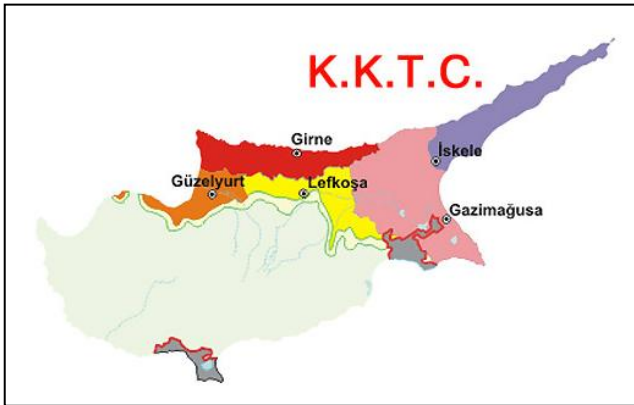 K.K.T.C.
Girne
İskele
Güzelyurt
Lefkoşa
Gazimağusa